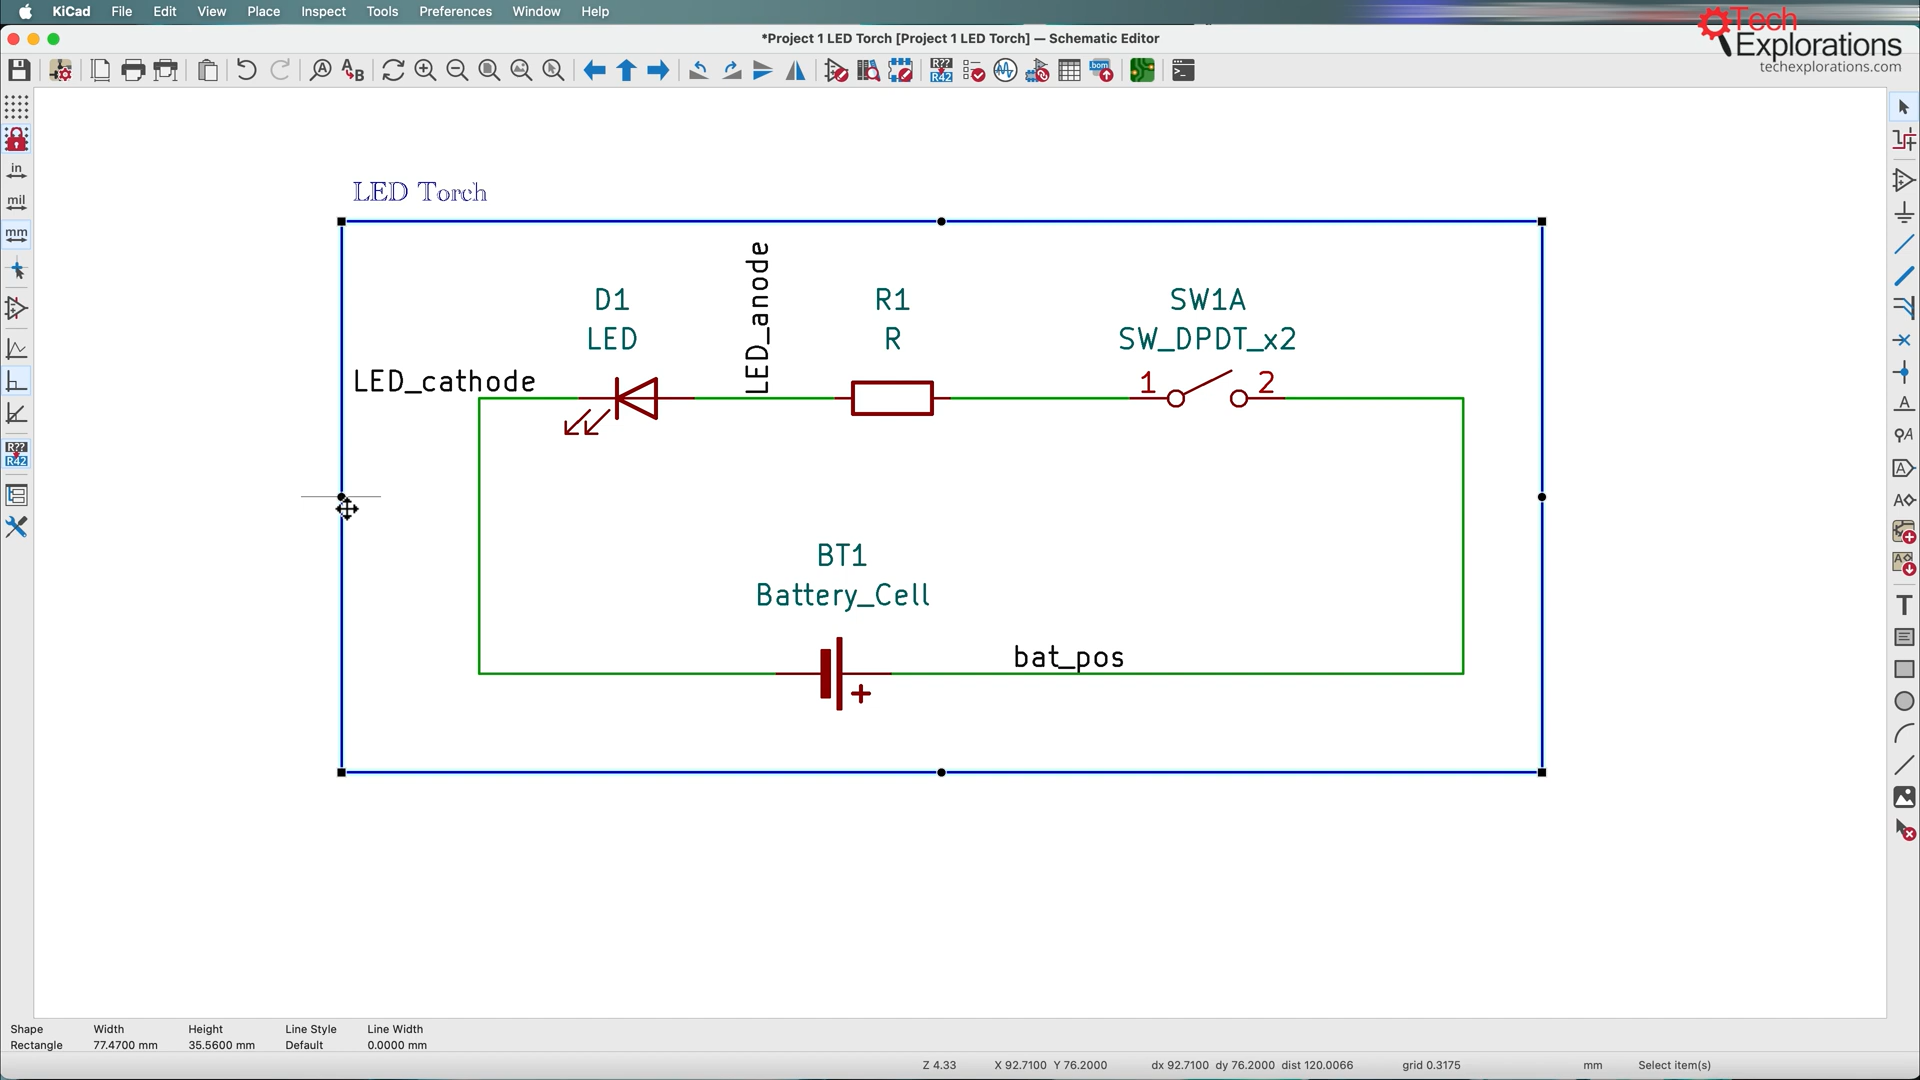 KiCad File Edit View Place Inspect Tools Preferences Window Help
*Project 1 LED Torch [Project 1 LED Torch] — Schematic Editor
Tech
Explorations
techexplorations.com
in
mil
mm
R??
R42
R??
R42
bom
LED Torch
D1
LED
LED_anode
R1
R
SW1A
SW_DPDT_x2
LED_cathode
1 2
BT1
Battery_Cell
bat_pos
+
A
A
A
A
T
Shape Width Height Line Style Line Width
Rectangle 77.4700 mm 35.5600 mm Default 0.0000 mm
Z 4.33 X 92.7100 Y 76.2000 dx 92.7100 dy 76.2000 dist 120.0066 grid 0.3175 mm Select item(s)